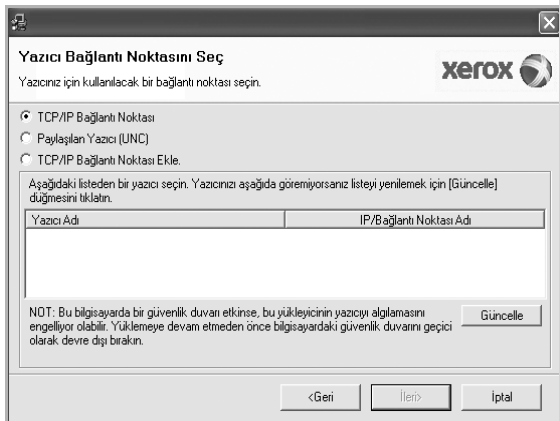 Yazıcı Bağlantı Noktasını Seç
Yazıcınız için kullanılacak bir bağlantı noktası seçin.
xerox
TCP/IP Bağlantı Noktası
Paylaşılan Yazıcı (UNC)
TCP/IP Bağlantı Noktası Ekle.
Aşağıdaki listeden bir yazıcı seçin. Yazıcınızı aşağıda göremiyorsanız listeyi yenilemek için [Güncelle]
düğmesini tıklatın.
Yazıcı Adı IP/Bağlantı Noktası Adı
NOT: Bu bilgisayarda bir güvenlik duvarı etkinse, bu yükleyicinin yazıcıyı algılamasını
engelliyor olabilir. Yüklemeye devam etmeden önce bilgisayardaki güvenlik duvarını geçici
olarak devre dışı bırakın.
Güncelle
<Geri İleri> İptal